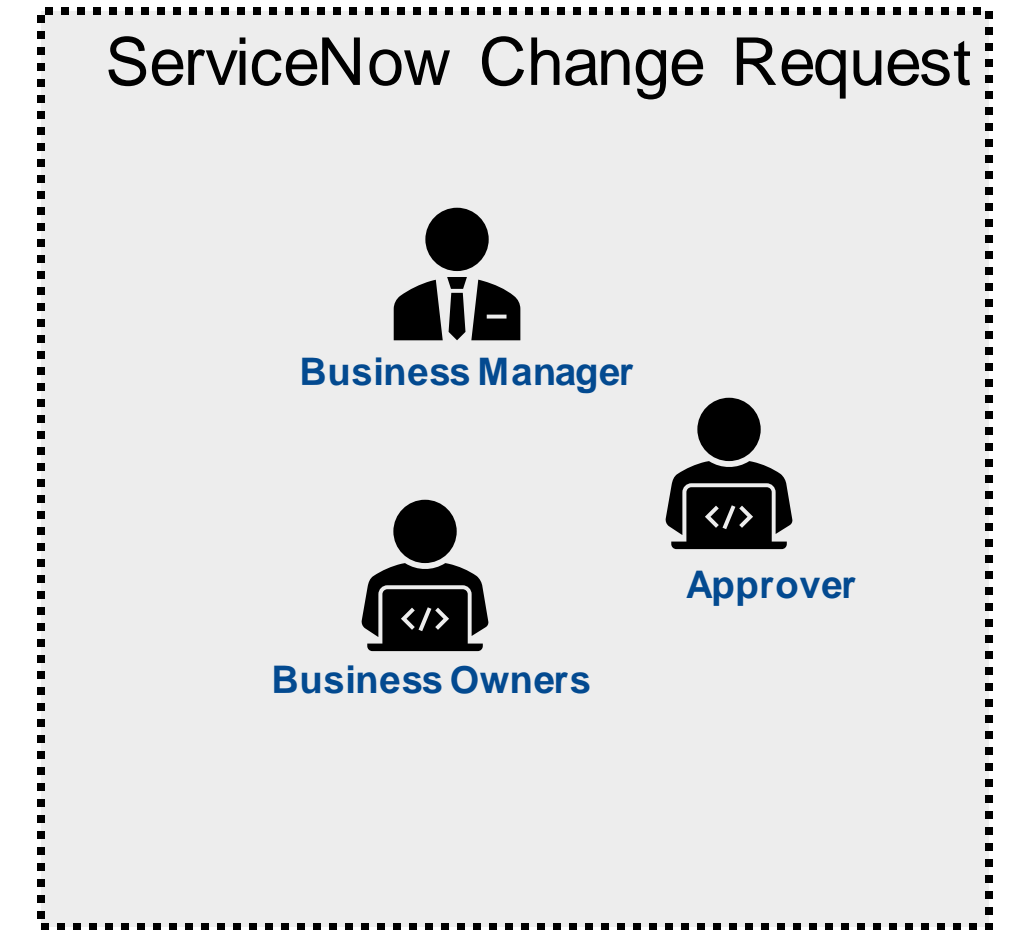 ServiceNow Change Request
Business Manager
</>
Approver
</>
Business Owners